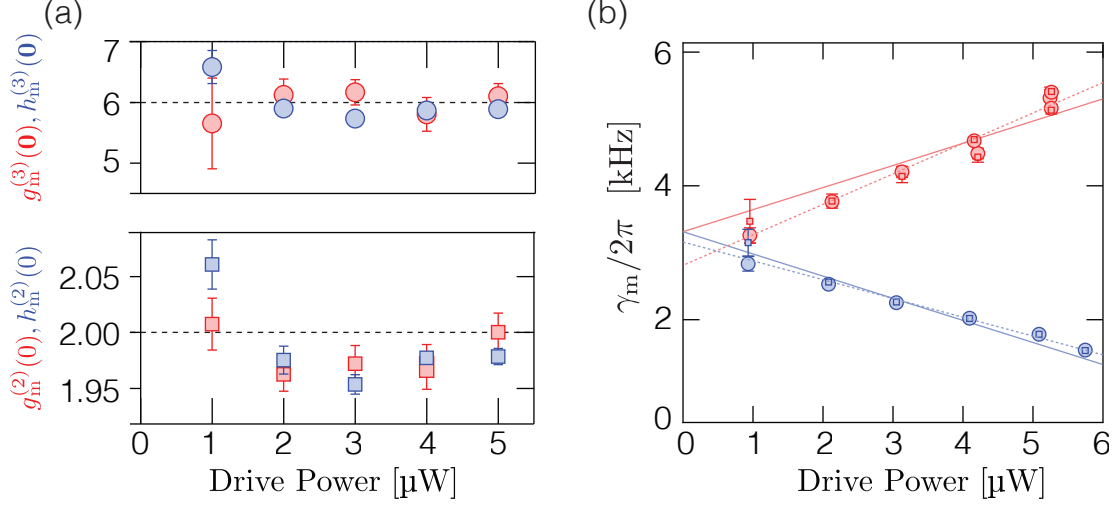 (a)
g_m^(3)(0), h_m^(3)(0)
7
6
5
g_m^(2)(0), h_m^(2)(0)
2.05
2.00
1.95
0 1 2 3 4 5
Drive Power [µW]
(b)
γ_m/2π [kHz]
6
4
2
0
0 1 2 3 4 5 6
Drive Power [µW]